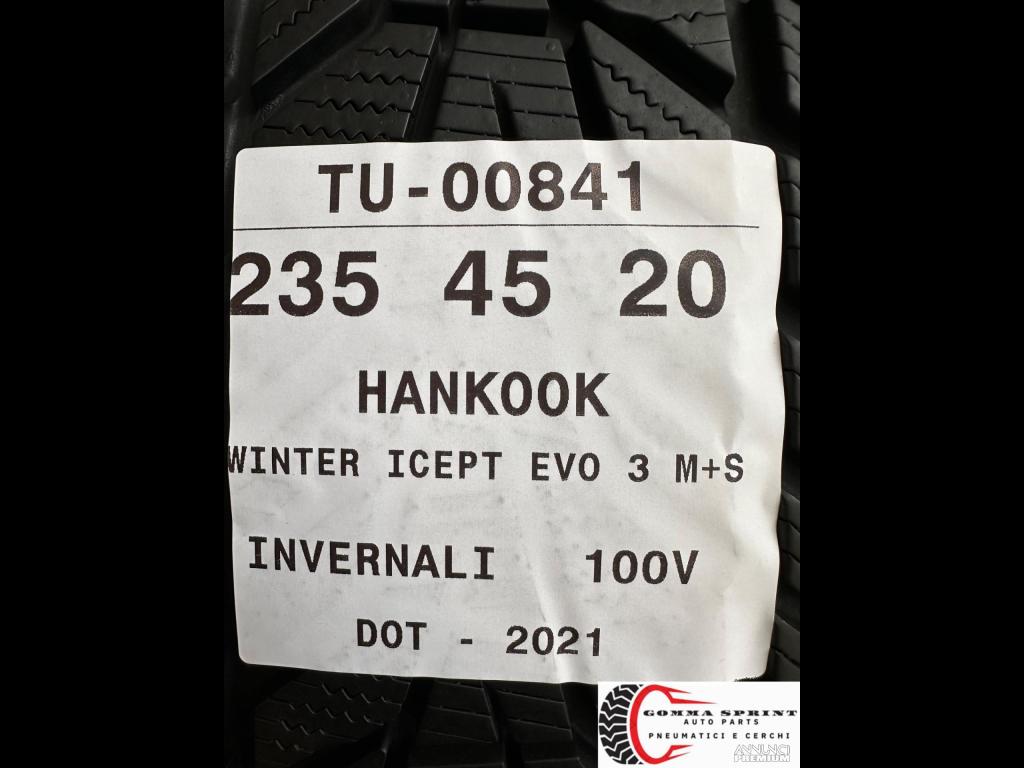 TU-00841
235 45 20
HANKOOK
WINTER ICEPT EVO 3 M+S
INVERNALI 100V
DOT - 2021
GOMMA SPRINT
AUTO PARTS
PNEUMATICI E CERCHI
ANNUNCI
PREMIUM